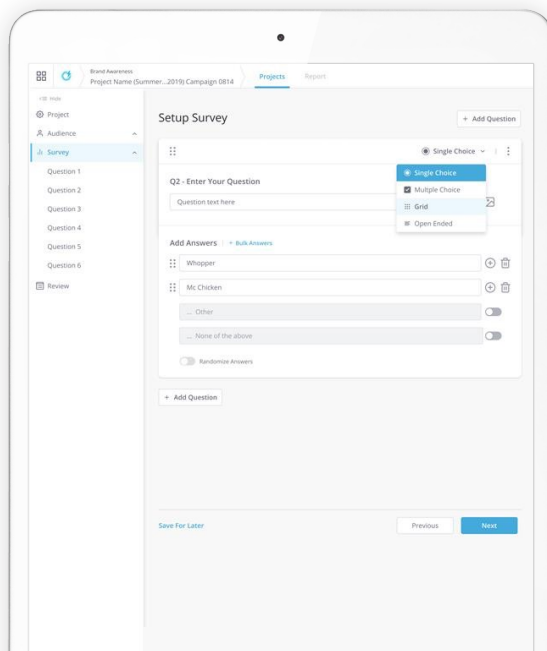 Brand Awareness
Project Name (Summer...2019) Campaign 0814
Projects
Report
Hide
Project
Audience
Survey
Question 1
Question 2
Question 3
Question 4
Question 5
Question 6
Review
Setup Survey
+ Add Question
Single Choice
Single Choice
Multple Choice
Grid
Open Ended
Q2 - Enter Your Question
Question text here
Add Answers
+ Bulk Answers
Whopper
Mc Chicken
... Other
... None of the above
Randomize Answers
+ Add Question
Save For Later
Previous
Next